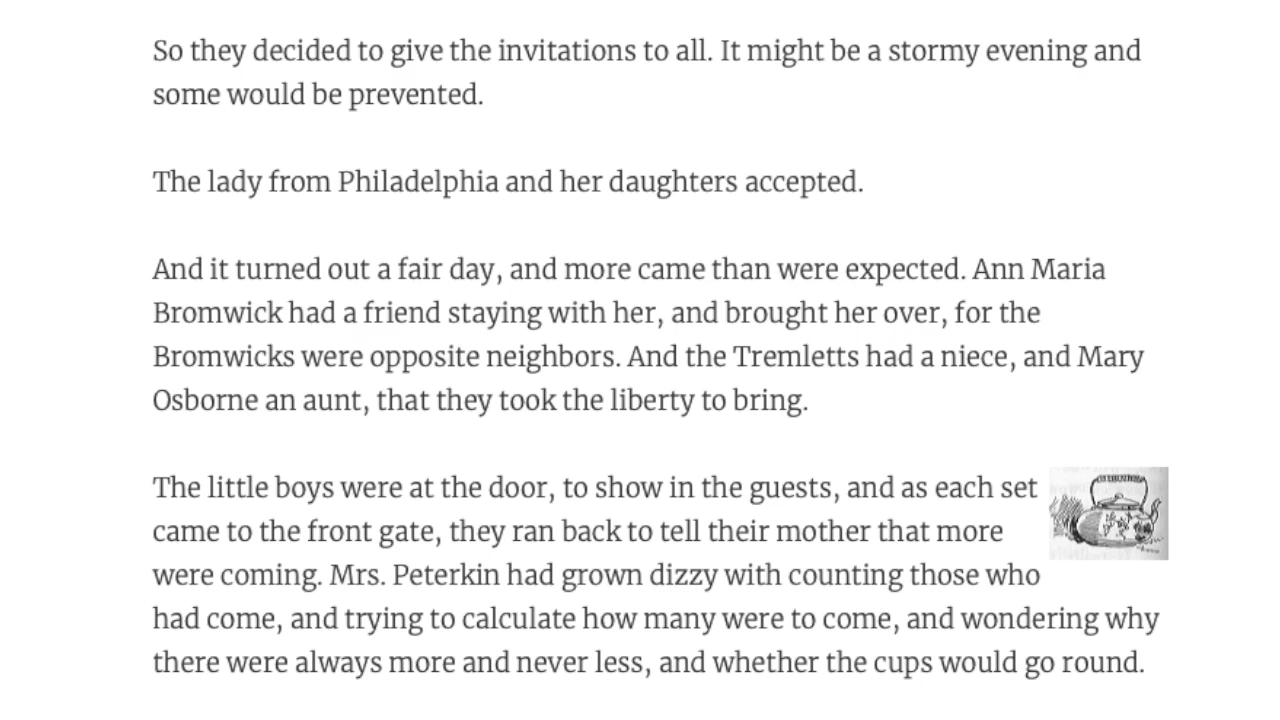 So they decided to give the invitations to all. It might be a stormy evening and
some would be prevented.
The lady from Philadelphia and her daughters accepted.
And it turned out a fair day, and more came than were expected. Ann Maria
Bromwick had a friend staying with her, and brought her over, for the
Bromwicks were opposite neighbors. And the Tremletts had a niece, and Mary
Osborne an aunt, that they took the liberty to bring.
The little boys were at the door, to show in the guests, and as each set
came to the front gate, they ran back to tell their mother that more
were coming. Mrs. Peterkin had grown dizzy with counting those who
had come, and trying to calculate how many were to come, and wondering why
there were always more and never less, and whether the cups would go round.